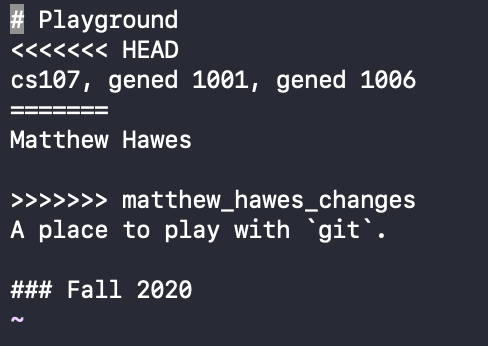 # Playground
<<<<<<< HEAD
cs107, gened 1001, gened 1006
=======
Matthew Hawes

>>>>>>> matthew_hawes_changes
A place to play with `git`.

### Fall 2020
~